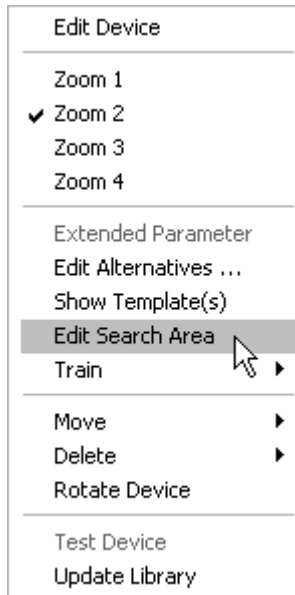 Edit Device
Zoom 1
Zoom 2
Zoom 3
Zoom 4
Extended Parameter
Edit Alternatives ...
Show Template(s)
Edit Search Area
Train
Move
Delete
Rotate Device
Test Device
Update Library